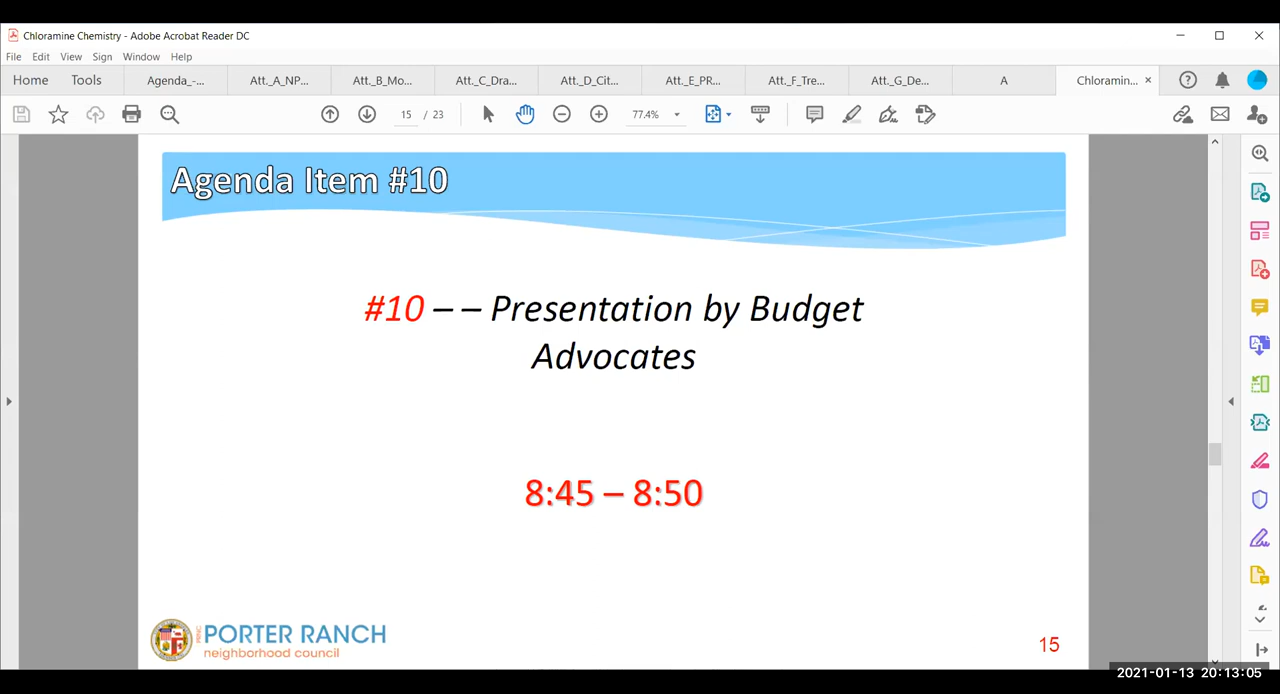 Chloramine Chemistry - Adobe Acrobat Reader DC
File Edit View Sign Window Help
Home Tools Agenda_-... Att._A_NP... Att._B_Mo... Att._C_Dra... Att._D_Cit... Att._E_PR... Att._F_Tre... Att._G_De... A Chloramin... ×
15 / 23 77.4%
Agenda Item #10
#10 – – Presentation by Budget
Advocates
8:45 – 8:50
PRNC PORTER RANCH
neighborhood council
15
2021-01-13 20:13:05